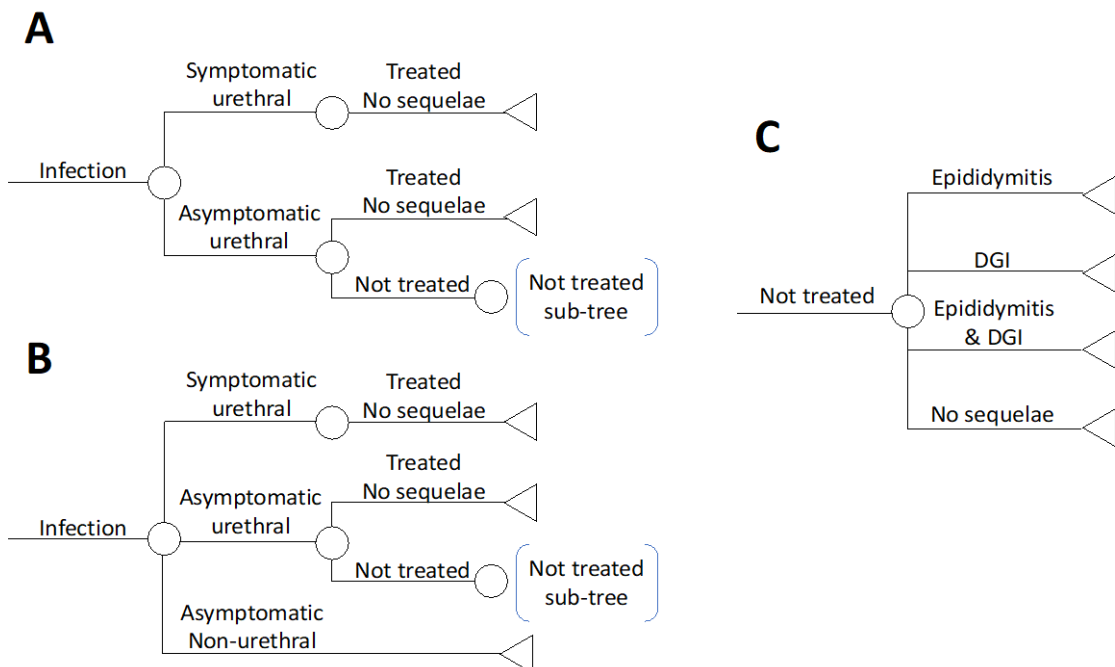 A
Symptomatic
urethral
Treated
No sequelae
Infection
Asymptomatic
urethral
Treated
No sequelae
Not treated
Not treated
sub-tree
B
Symptomatic
urethral
Treated
No sequelae
Infection
Asymptomatic
urethral
Treated
No sequelae
Not treated
Not treated
sub-tree
Asymptomatic
Non-urethral
C
Not treated
Epididymitis
DGI
Epididymitis
& DGI
No sequelae